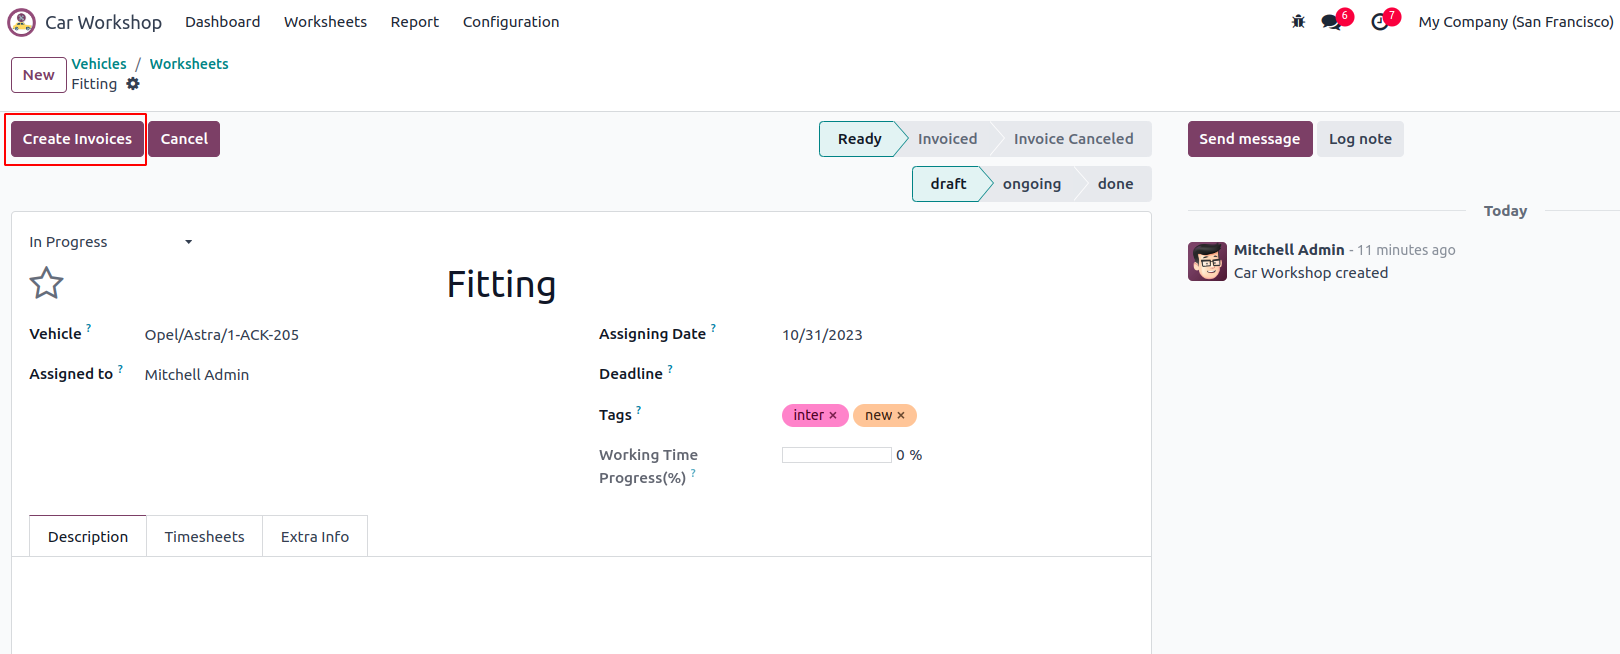 Car Workshop Dashboard Worksheets Report Configuration 6 7 My Company (San Francisco)
New Vehicles / Worksheets
Fitting
Create Invoices Cancel Ready Invoiced Invoice Canceled Send message Log note
draft ongoing done
Today
In Progress
Mitchell Admin - 11 minutes ago
Car Workshop created
Fitting
Vehicle ? Opel/Astra/1-ACK-205 Assigning Date ? 10/31/2023
Assigned to ? Mitchell Admin Deadline ?
Tags ? inter × new ×
Working Time 0 %
Progress(%) ?
Description Timesheets Extra Info